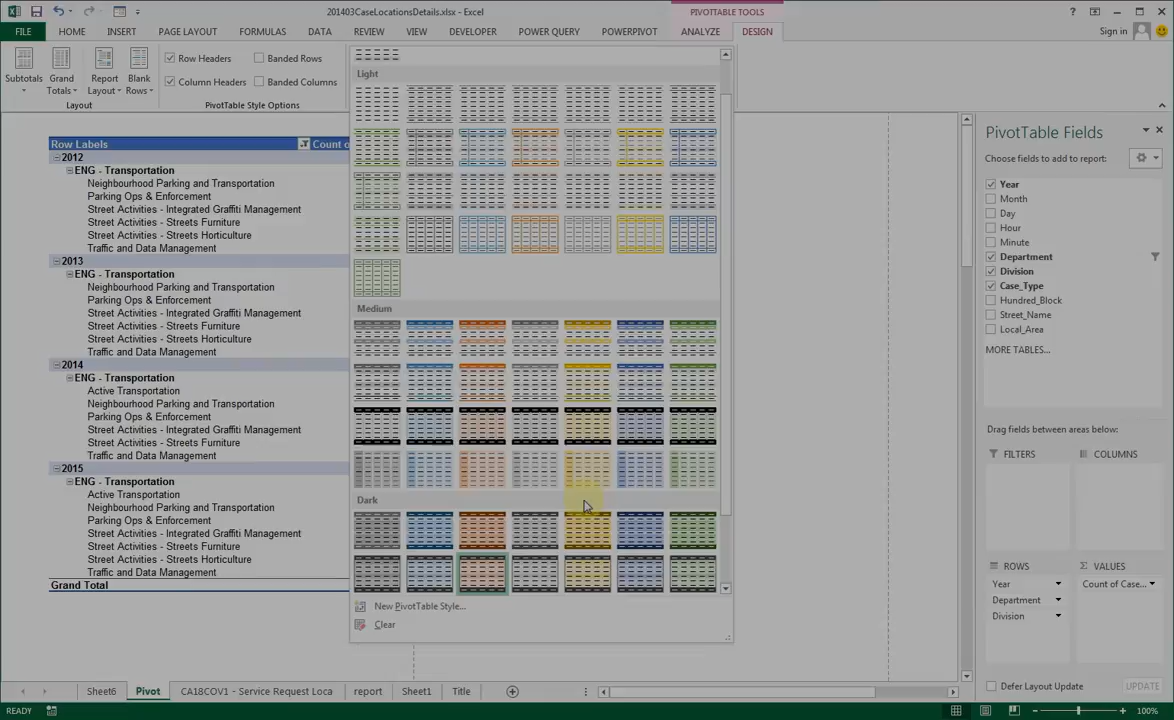 201403CaseLocationsDetails.xlsx - Excel
PIVOTTABLE TOOLS
FILE HOME INSERT PAGE LAYOUT FORMULAS DATA REVIEW VIEW DEVELOPER POWER QUERY POWERPIVOT ANALYZE DESIGN Sign in
Subtotals
Grand Totals
Report Layout
Blank Rows
Layout
Row Headers
Banded Rows
Column Headers
Banded Columns
PivotTable Style Options
Row Labels Count o
2012
ENG - Transportation
Neighbourhood Parking and Transportation
Parking Ops & Enforcement
Street Activities - Integrated Graffiti Management
Street Activities - Streets Furniture
Street Activities - Streets Horticulture
Traffic and Data Management
2013
ENG - Transportation
Neighbourhood Parking and Transportation
Parking Ops & Enforcement
Street Activities - Integrated Graffiti Management
Street Activities - Streets Furniture
Street Activities - Streets Horticulture
Traffic and Data Management
2014
ENG - Transportation
Active Transportation
Neighbourhood Parking and Transportation
Parking Ops & Enforcement
Street Activities - Integrated Graffiti Management
Street Activities - Streets Furniture
Traffic and Data Management
2015
ENG - Transportation
Active Transportation
Neighbourhood Parking and Transportation
Parking Ops & Enforcement
Street Activities - Integrated Graffiti Management
Street Activities - Streets Furniture
Street Activities - Streets Horticulture
Traffic and Data Management
Grand Total
Light
Medium
Dark
New PivotTable Style...
Clear
PivotTable Fields
Choose fields to add to report:
Year
Month
Day
Hour
Minute
Department
Division
Case_Type
Hundred_Block
Street_Name
Local_Area
MORE TABLES...
Drag fields between areas below:
FILTERS COLUMNS
ROWS VALUES
Year Count of Case...
Department
Division
Defer Layout Update UPDATE
Sheet6 Pivot CA18COV1 - Service Request Loca report Sheet1 Title
READY 100%